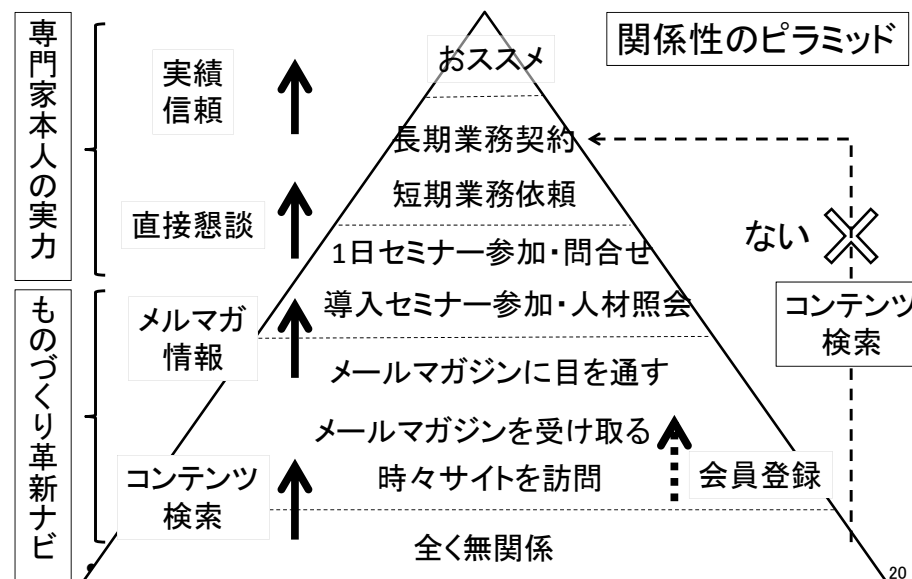 関係性のピラミッド
専門家本人の実力
ものづくり革新ナビ
実績
信頼
直接懇談
メルマガ
情報
コンテンツ
検索
おススメ
長期業務契約
短期業務依頼
1日セミナー参加・問合せ
導入セミナー参加・人材照会
メールマガジンに目を通す
メールマガジンを受け取る
時々サイトを訪問
全く無関係
会員登録
ない
コンテンツ
検索
20